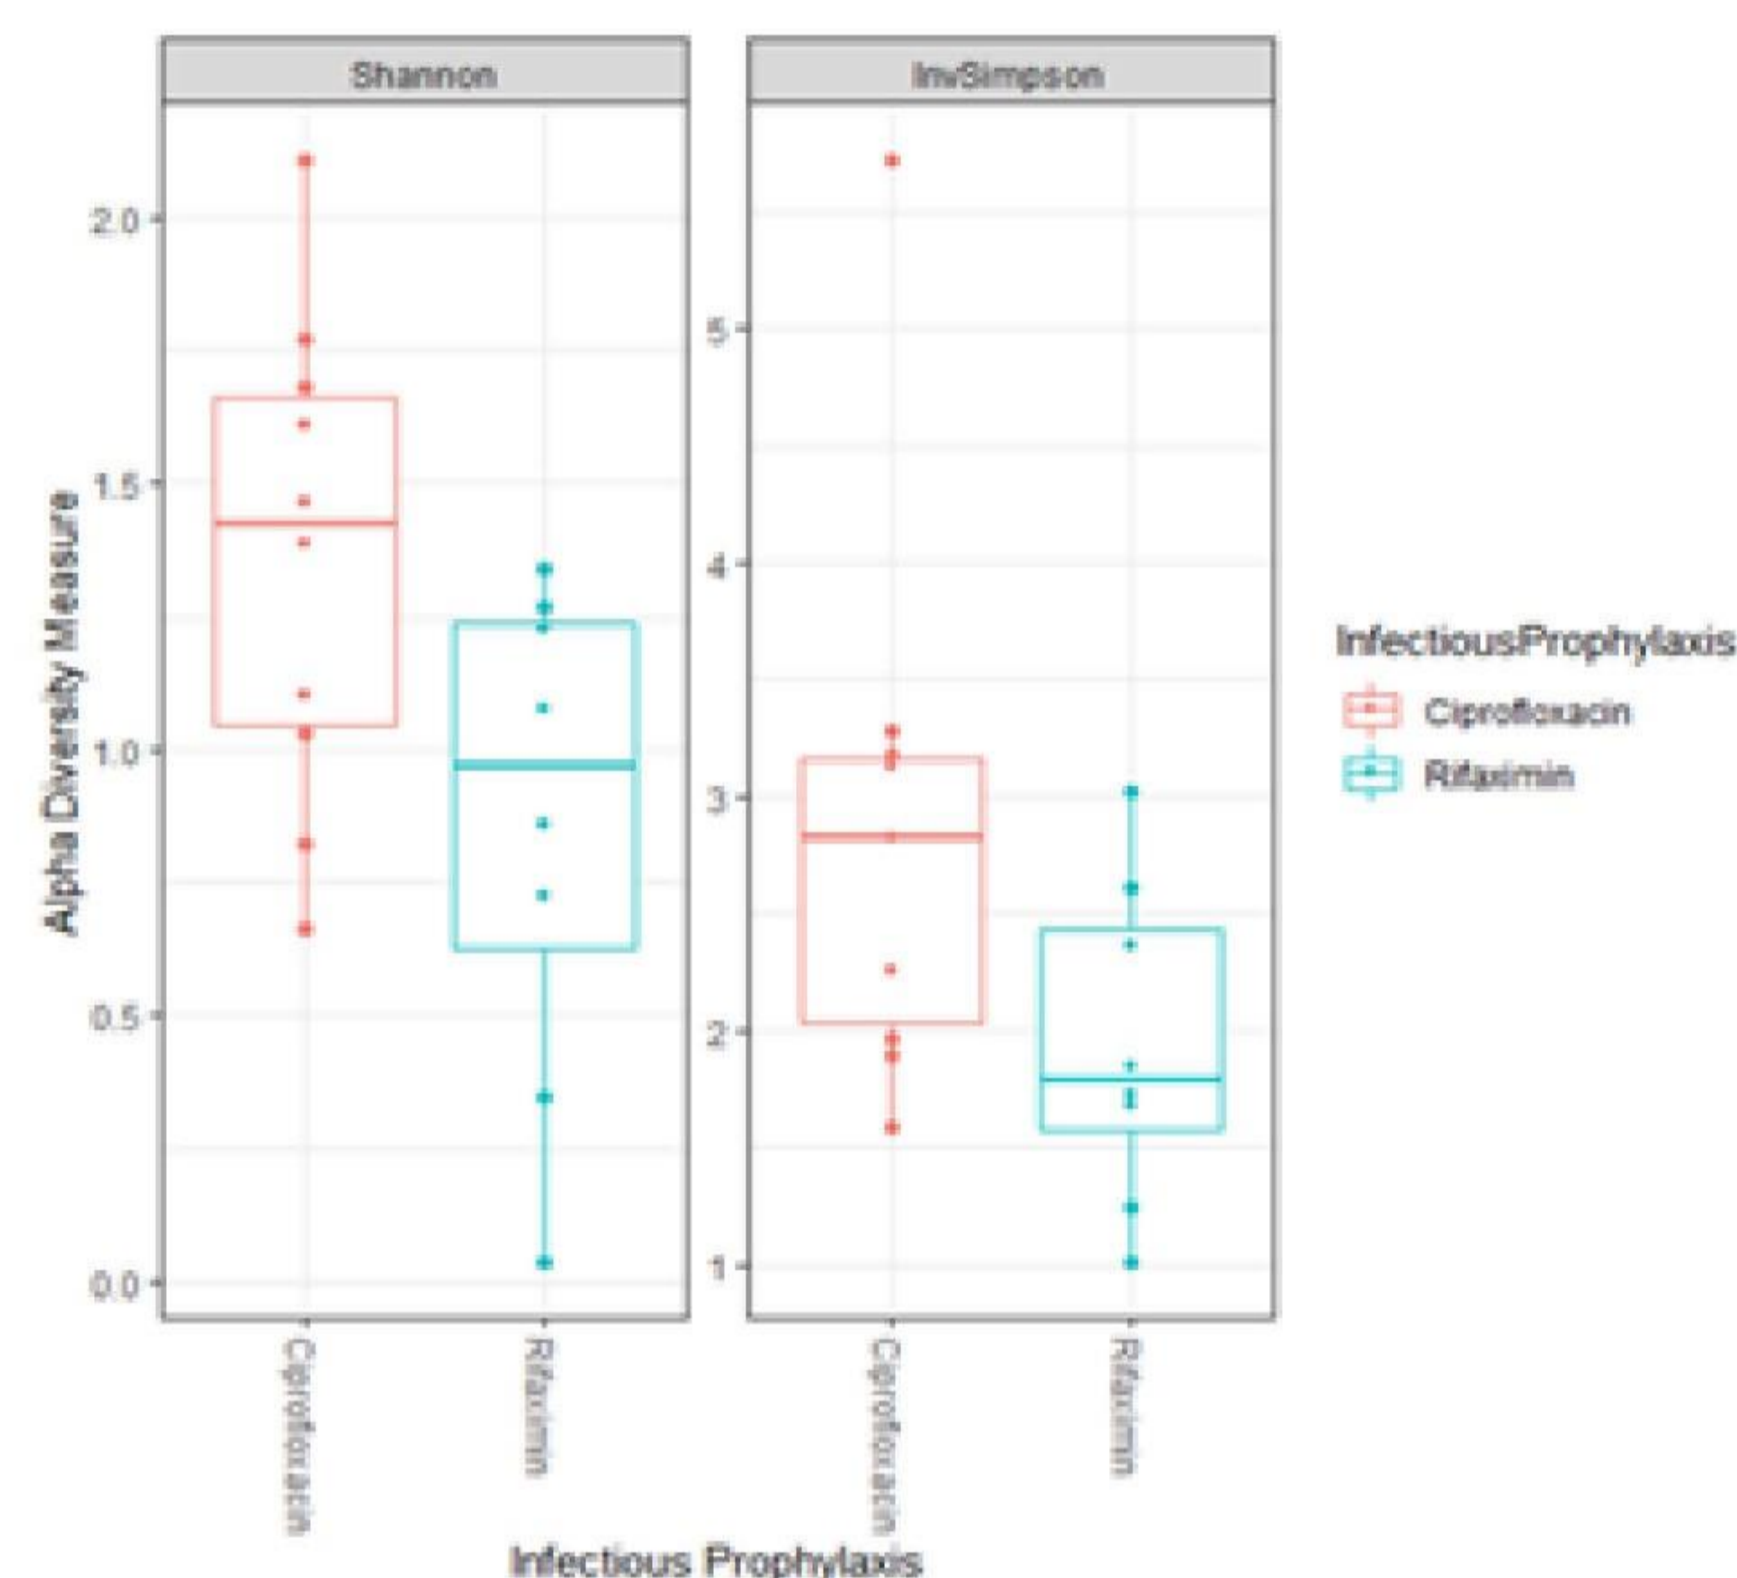 Shannon
InvSimpson
Alpha Diversity Measure
2.0
1.5
1.0
0.5
0.0
5
4
3
2
1
Ciprofloxacin
Rifaximin
Ciprofloxacin
Rifaximin
Infectious Prophylaxis
InfectiousProphylaxis
Ciprofloxacin
Rifaximin